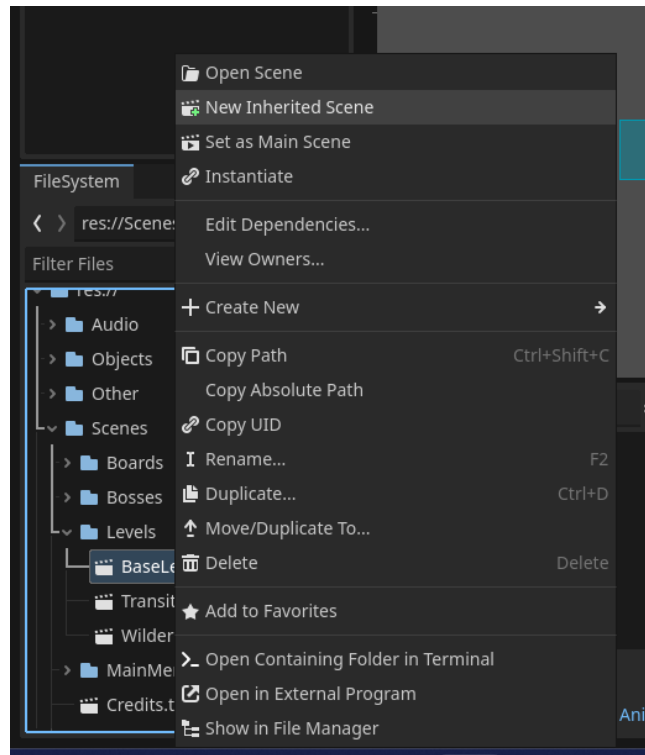 Open Scene
New Inherited Scene
Set as Main Scene
Instantiate
Edit Dependencies...
View Owners...
Create New
Copy Path Ctrl+Shift+C
Copy Absolute Path
Copy UID
Rename... F2
Duplicate... Ctrl+D
Move/Duplicate To...
Delete Delete
Add to Favorites
Open Containing Folder in Terminal
Open in External Program
Show in File Manager
FileSystem
res://Scenes
Filter Files
res://
Audio
Objects
Other
Scenes
Boards
Bosses
Levels
BaseLe
Transit
Wilder
MainMe
Credits.t
Ani